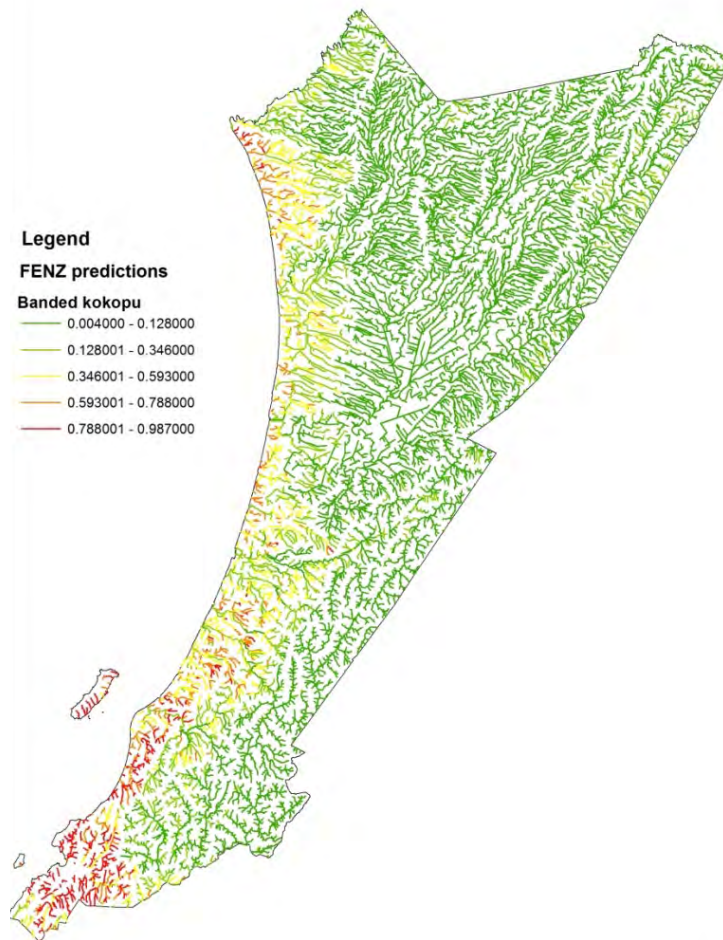 Legend
FENZ predictions
Banded kokopu
0.004000 - 0.128000
0.128001 - 0.346000
0.346001 - 0.593000
0.593001 - 0.788000
0.788001 - 0.987000